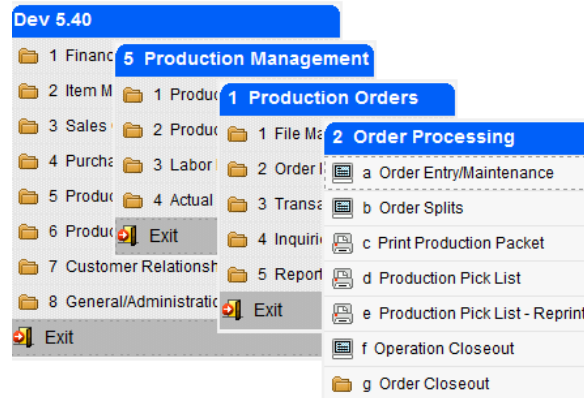 Dev 5.40
1 Financ
2 Item M
3 Sales
4 Purcha
5 Produc
6 Produc
7 Customer Relationsh
8 General/Administratio
Exit
5 Production Management
1 Produc
2 Produc
3 Labor
4 Actual
Exit
1 Production Orders
1 File Ma
2 Order
3 Transa
4 Inquiri
5 Report
Exit
2 Order Processing
a Order Entry/Maintenance
b Order Splits
c Print Production Packet
d Production Pick List
e Production Pick List - Reprint
f Operation Closeout
g Order Closeout